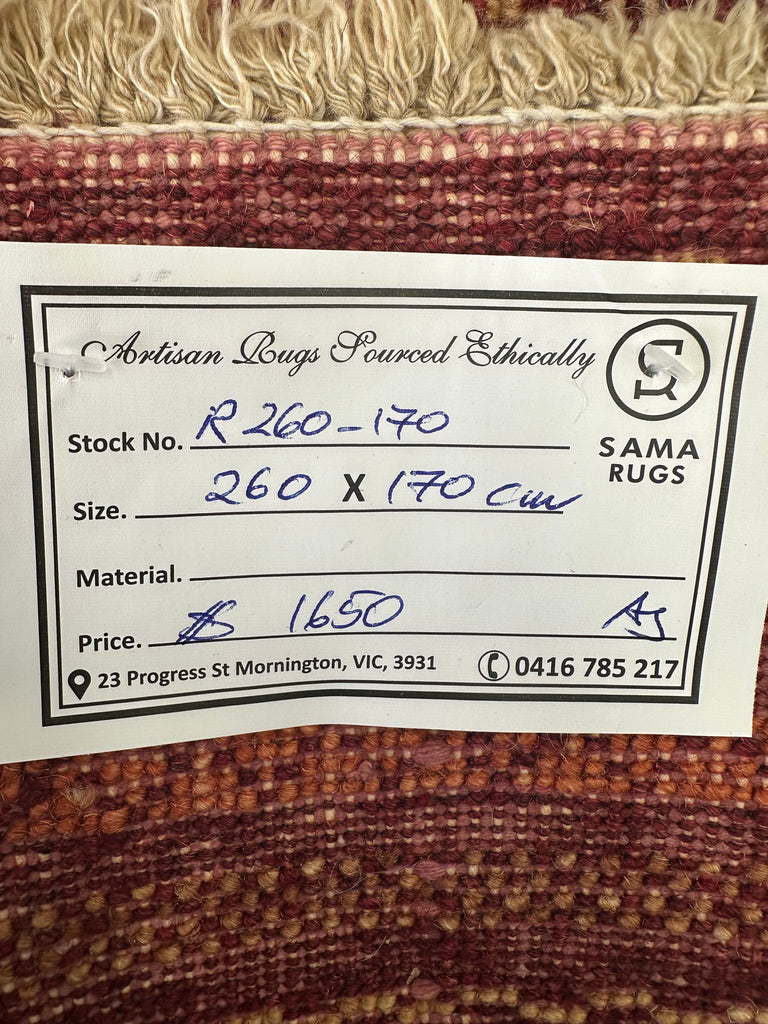 Artisan Rugs Sourced Ethically
SAMA
RUGS
Stock No. R 260-170
Size. 260 X 170 cm
Material.
Price. $ 1650 As
23 Progress St Mornington, VIC, 3931 0416 785 217